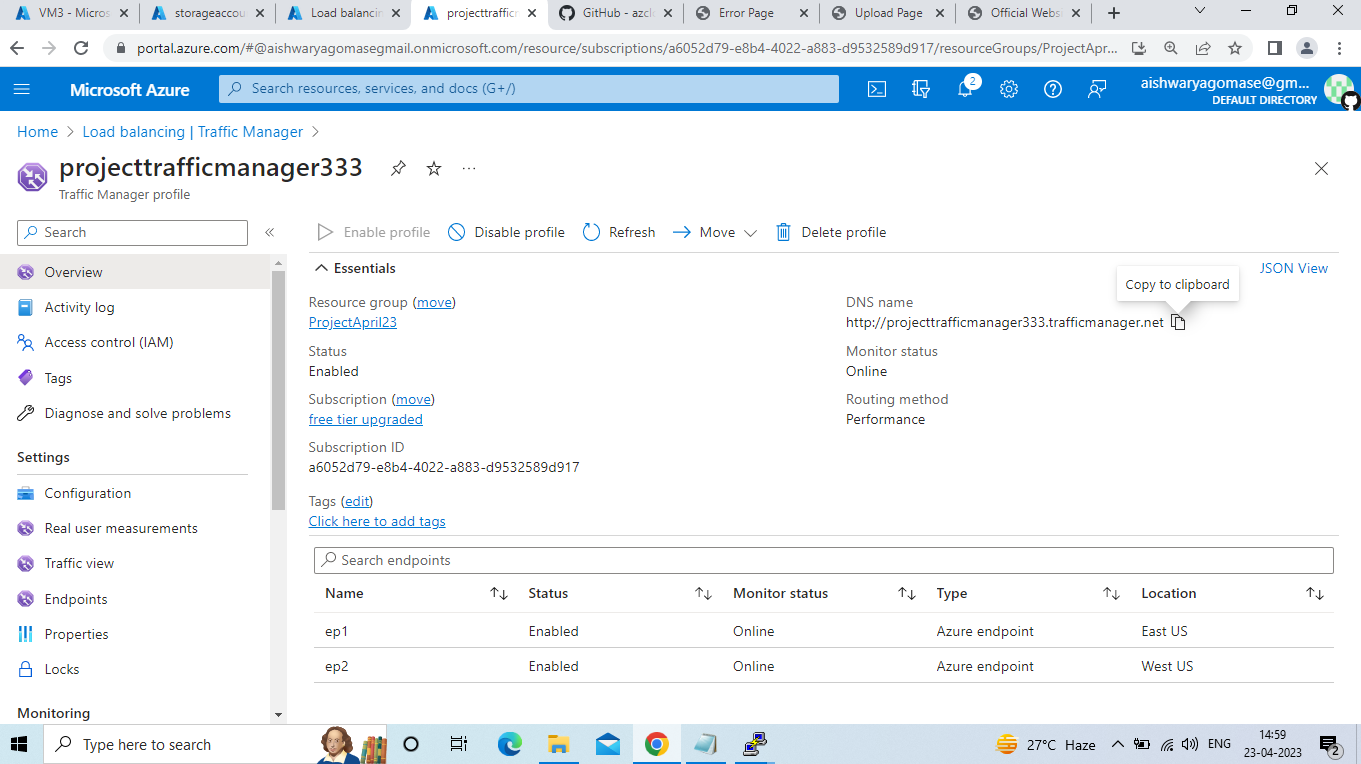 VM3 - Micros
storageaccou
Load balancin
projecttraffic
GitHub - azcl
Error Page
Upload Page
Official Webs
portal.azure.com/#@aishwaryagomasegmail.onmicrosoft.com/resource/subscriptions/a6052d79-e8b4-4022-a883-d9532589d917/resourceGroups/ProjectApr...
Microsoft Azure
Search resources, services, and docs (G+/)
2
aishwaryagomase@gm...
DEFAULT DIRECTORY
Home > Load balancing | Traffic Manager >
projecttrafficmanager333
Traffic Manager profile
Search
«
Enable profile
Disable profile
Refresh
Move
Delete profile
Overview
Activity log
Access control (IAM)
Tags
Diagnose and solve problems
Settings
Configuration
Real user measurements
Traffic view
Endpoints
Properties
Locks
Monitoring
Essentials
JSON View
Copy to clipboard
Resource group (move)
ProjectApril23
Status
Enabled
Subscription (move)
free tier upgraded
Subscription ID
a6052d79-e8b4-4022-a883-d9532589d917
Tags (edit)
Click here to add tags
DNS name
http://projecttrafficmanager333.trafficmanager.net
Monitor status
Online
Routing method
Performance
Search endpoints
Name Status Monitor status Type Location
ep1 Enabled Online Azure endpoint East US
ep2 Enabled Online Azure endpoint West US
Type here to search
27°C Haze
ENG
14:59
23-04-2023
2